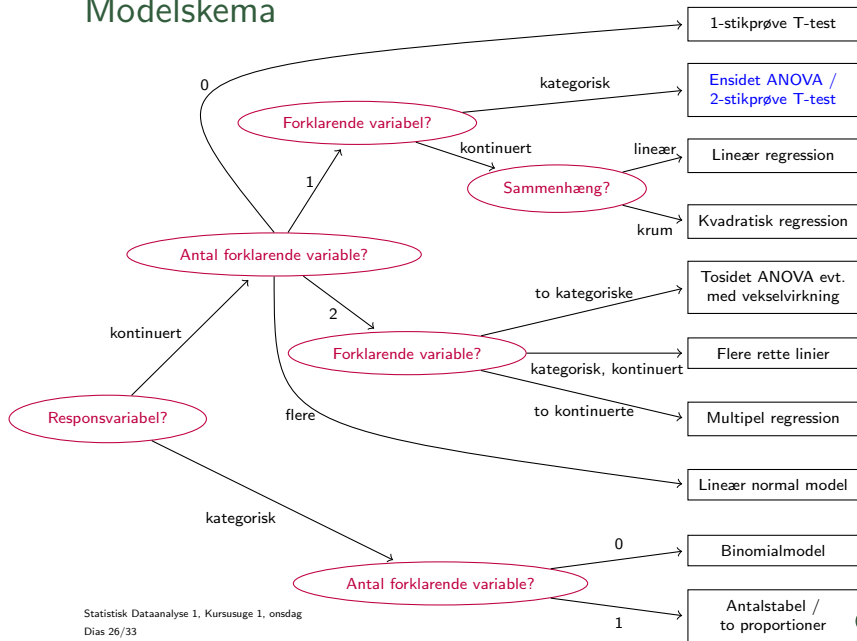 Modelskema
1-stikprøve T-test
0
kategorisk
Ensidet ANOVA /
2-stikprøve T-test
Forklarende variabel?
kontinuert
lineær
Lineær regression
1
Sammenhæng?
krum
Kvadratisk regression
Antal forklarende variable?
to kategoriske
Tosidet ANOVA evt.
med vekselvirkning
2
kontinuert
Forklarende variable?
kategorisk, kontinuert
Flere rette linier
Responsvariabel?
flere
to kontinuerte
Multipel regression
Lineær normal model
kategorisk
0
Binomialmodel
Antal forklarende variable?
1
Antalstabel /
to proportioner
Statistisk Dataanalyse 1, Kursusuge 1, onsdag
Dias 26/33